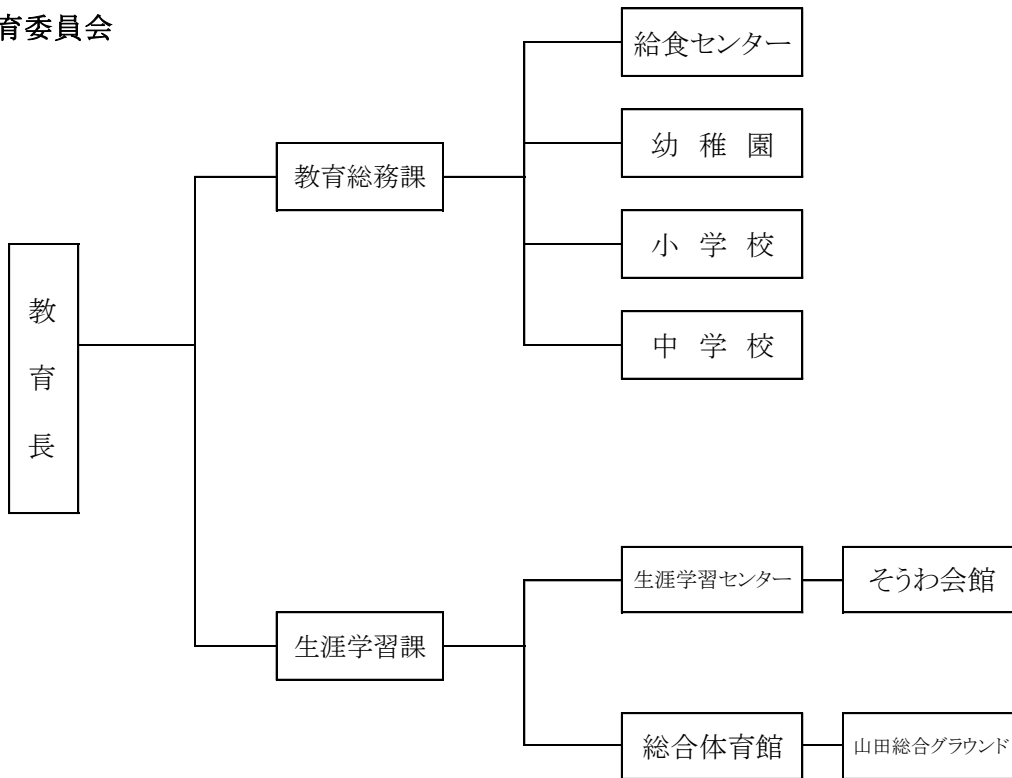 育委員会
給食センター
幼稚園
教育総務課
小学校
中学校
教育長
生涯学習センター
そうわ会館
生涯学習課
総合体育館
山田総合グラウンド